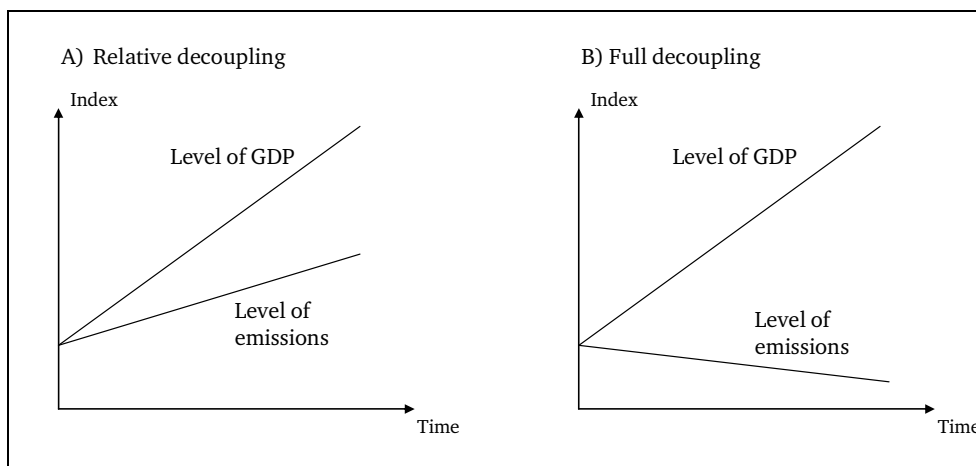 A) Relative decoupling
Index
Level of GDP
Level of
emissions
Time
B) Full decoupling
Index
Level of GDP
Level of
emissions
Time